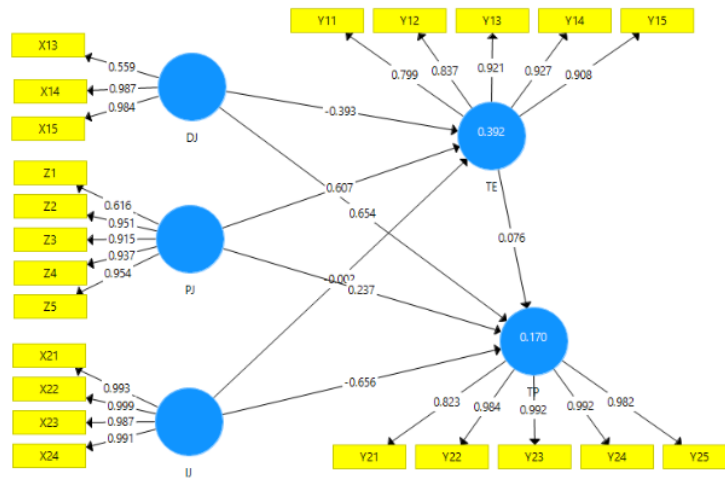 Y11 Y12 Y13 Y14 Y15
X13
0.559
X14
0.987
X15
0.984
DJ
0.799
0.837
0.921
0.927
0.908
-0.393
0.392
TE
Z1
0.616
Z2
0.951
Z3
0.915
Z4
0.937
Z5
0.954
PJ
0.607
0.654
-0.002
0.237
0.076
0.170
TP
X21
0.993
X22
0.999
X23
0.987
X24
0.991
IJ
-0.656
0.823
0.984
0.992
0.992
0.982
Y21 Y22 Y23 Y24 Y25